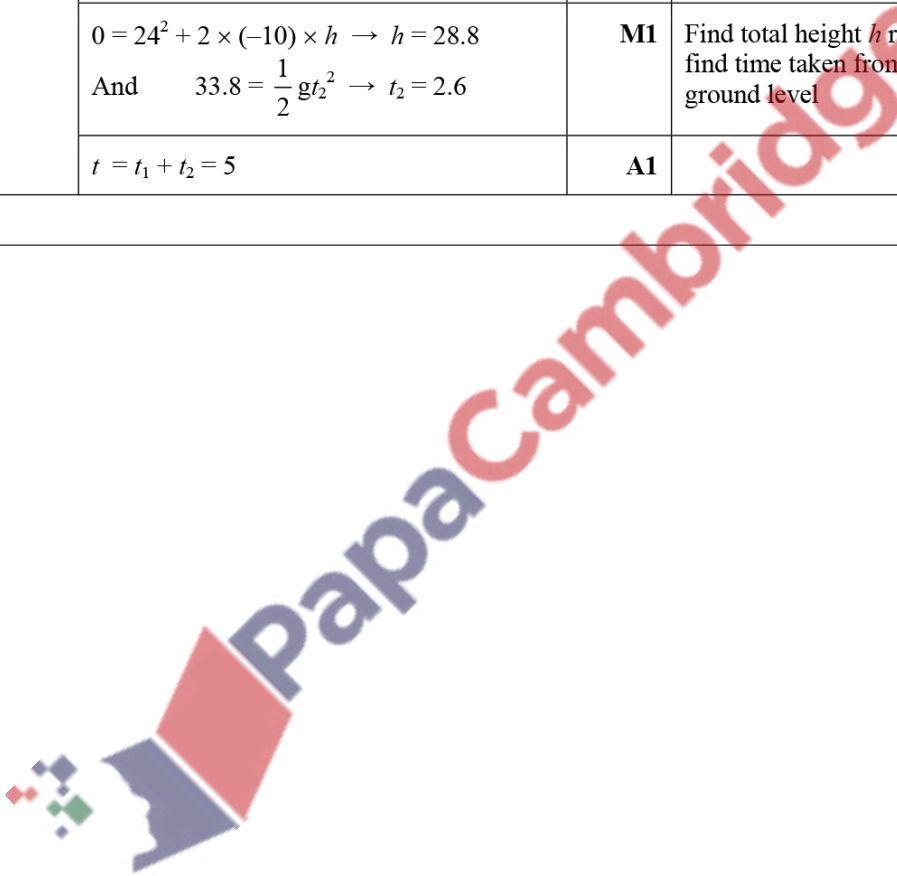 0 = 24² + 2 × (–10) × h → h = 28.8
And 33.8 = 1/2 gt₂² → t₂ = 2.6
M1
Find total height h
find time taken from
ground level
t = t₁ + t₂ = 5
A1
PapaCambridge